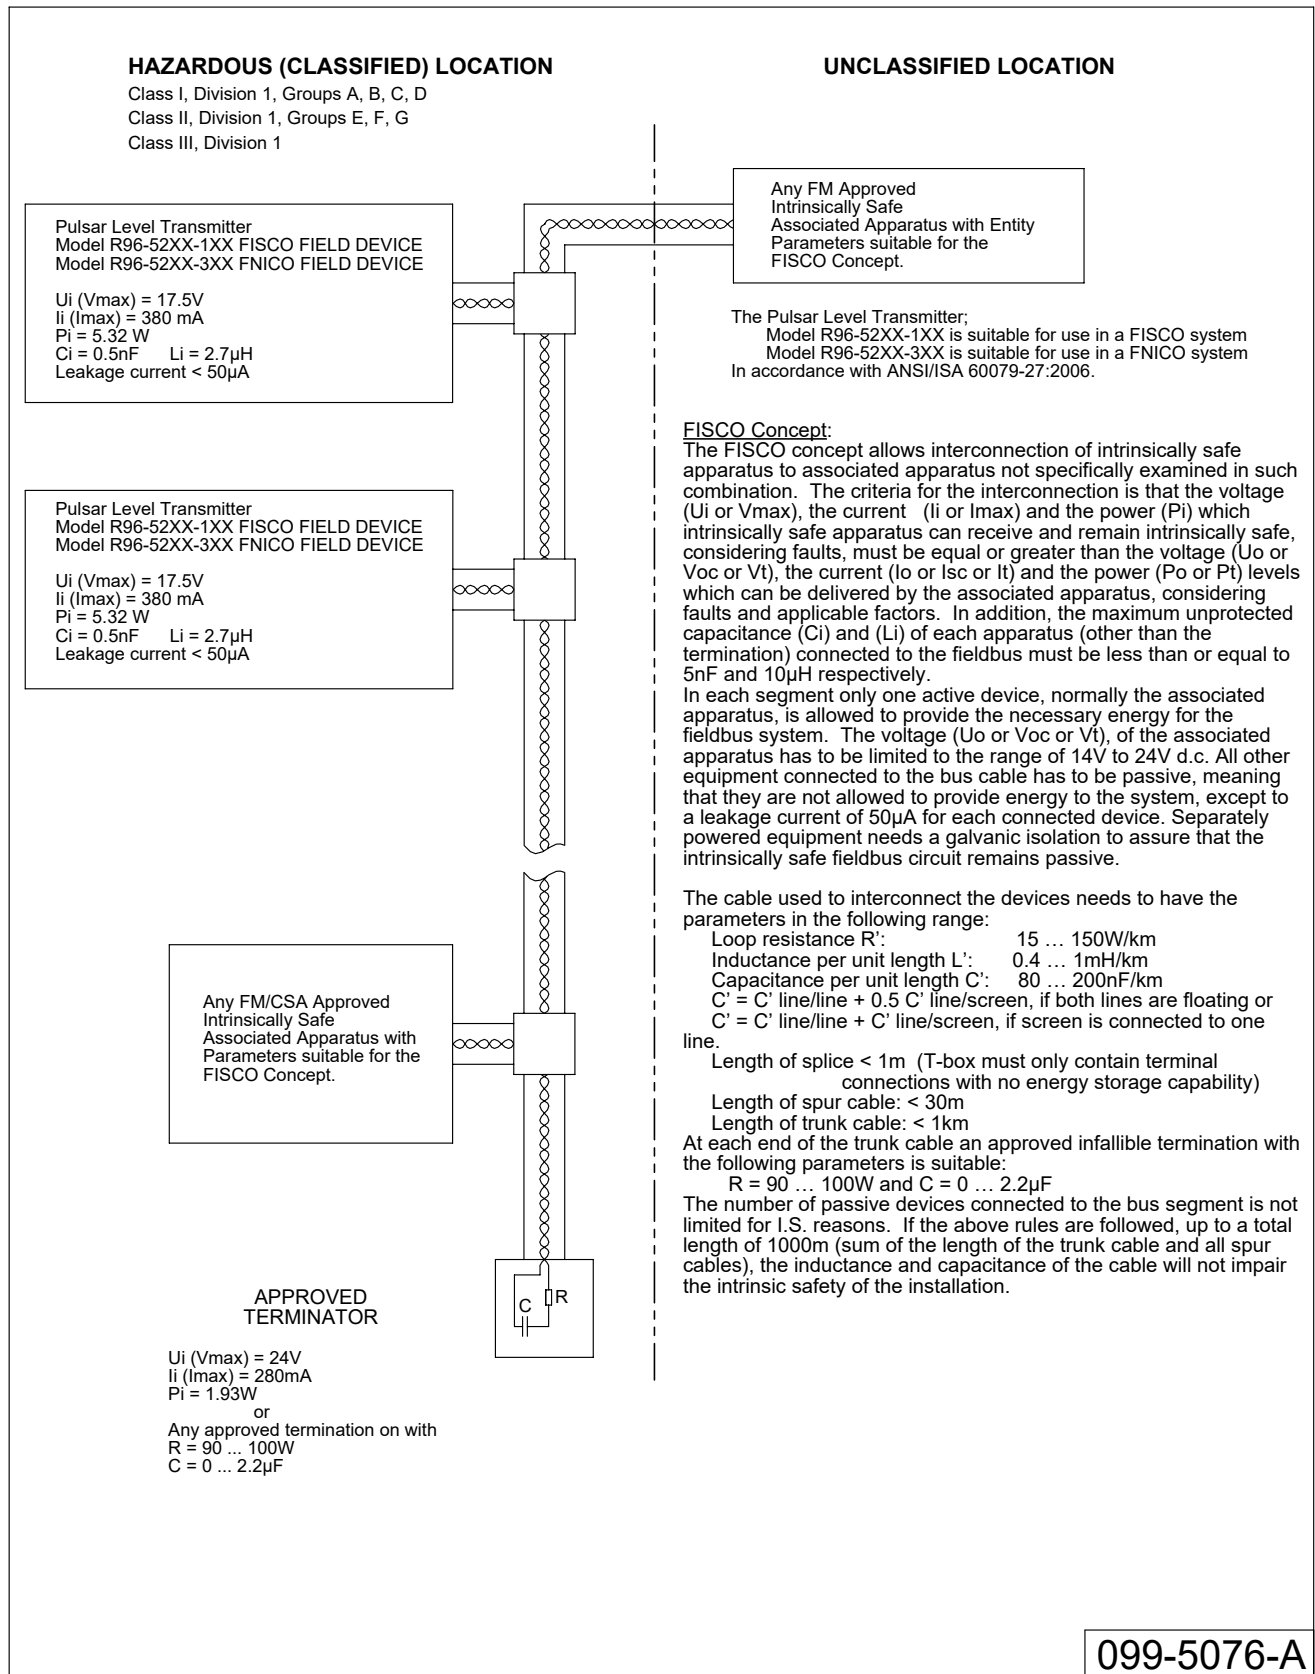 HAZARDOUS (CLASSIFIED) LOCATION
Class I, Division 1, Groups A, B, C, D
Class II, Division 1, Groups E, F, G
Class III, Division 1
UNCLASSIFIED LOCATION
Pulsar Level Transmitter
Model R96-52XX-1XX FISCO FIELD DEVICE
Model R96-52XX-3XX FNICO FIELD DEVICE
Ui (Vmax) = 17.5V
Ii (Imax) = 380 mA
Pi = 5.32 W
Ci = 0.5nF Li = 2.7µH
Leakage current < 50µA
Any FM Approved
Intrinsically Safe
Associated Apparatus with Entity
Parameters suitable for the
FISCO Concept.
The Pulsar Level Transmitter;
Model R96-52XX-1XX is suitable for use in a FISCO system
Model R96-52XX-3XX is suitable for use in a FNICO system
In accordance with ANSI/ISA 60079-27:2006.
Pulsar Level Transmitter
Model R96-52XX-1XX FISCO FIELD DEVICE
Model R96-52XX-3XX FNICO FIELD DEVICE
Ui (Vmax) = 17.5V
Ii (Imax) = 380 mA
Pi = 5.32 W
Ci = 0.5nF Li = 2.7µH
Leakage current < 50µA
Any FM/CSA Approved
Intrinsically Safe
Associated Apparatus with
Parameters suitable for the
FISCO Concept.
C
R
APPROVED
TERMINATOR
Ui (Vmax) = 24V
Ii (Imax) = 280mA
Pi = 1.93W
or
Any approved termination on with
R = 90 ... 100W
C = 0 ... 2.2µF
FISCO Concept:
The FISCO concept allows interconnection of intrinsically safe
apparatus to associated apparatus not specifically examined in such
combination. The criteria for the interconnection is that the voltage
(Ui or Vmax), the current (Ii or Imax) and the power (Pi) which
intrinsically safe apparatus can receive and remain intrinsically safe,
considering faults, must be equal or greater than the voltage (Uo or
Voc or Vt), the current (Io or Isc or It) and the power (Po or Pt) levels
which can be delivered by the associated apparatus, considering
faults and applicable factors. In addition, the maximum unprotected
capacitance (Ci) and (Li) of each apparatus (other than the
termination) connected to the fieldbus must be less than or equal to
5nF and 10µH respectively.
In each segment only one active device, normally the associated
apparatus, is allowed to provide the necessary energy for the
fieldbus system. The voltage (Uo or Voc or Vt), of the associated
apparatus has to be limited to the range of 14V to 24V d.c. All other
equipment connected to the bus cable has to be passive, meaning
that they are not allowed to provide energy to the system, except to
a leakage current of 50µA for each connected device. Separately
powered equipment needs a galvanic isolation to assure that the
intrinsically safe fieldbus circuit remains passive.
The cable used to interconnect the devices needs to have the
parameters in the following range:
Loop resistance R’: 15 … 150W/km
Inductance per unit length L’: 0.4 … 1mH/km
Capacitance per unit length C’: 80 … 200nF/km
C’ = C’ line/line + 0.5 C’ line/screen, if both lines are floating or
C’ = C’ line/line + C’ line/screen, if screen is connected to one
line.
Length of splice < 1m (T-box must only contain terminal
connections with no energy storage capability)
Length of spur cable: < 30m
Length of trunk cable: < 1km
At each end of the trunk cable an approved infallible termination with
the following parameters is suitable:
R = 90 … 100W and C = 0 … 2.2µF
The number of passive devices connected to the bus segment is not
limited for I.S. reasons. If the above rules are followed, up to a total
length of 1000m (sum of the length of the trunk cable and all spur
cables), the inductance and capacitance of the cable will not impair
the intrinsic safety of the installation.
099-5076-A